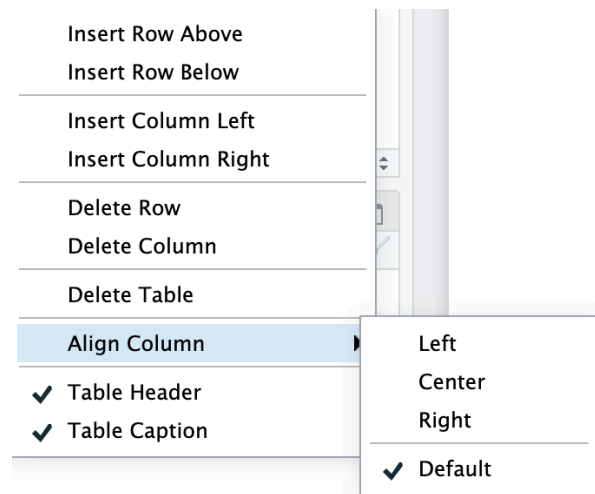 Insert Row Above
Insert Row Below
Insert Column Left
Insert Column Right
Delete Row
Delete Column
Delete Table
Align Column
Table Header
Table Caption
Left
Center
Right
Default